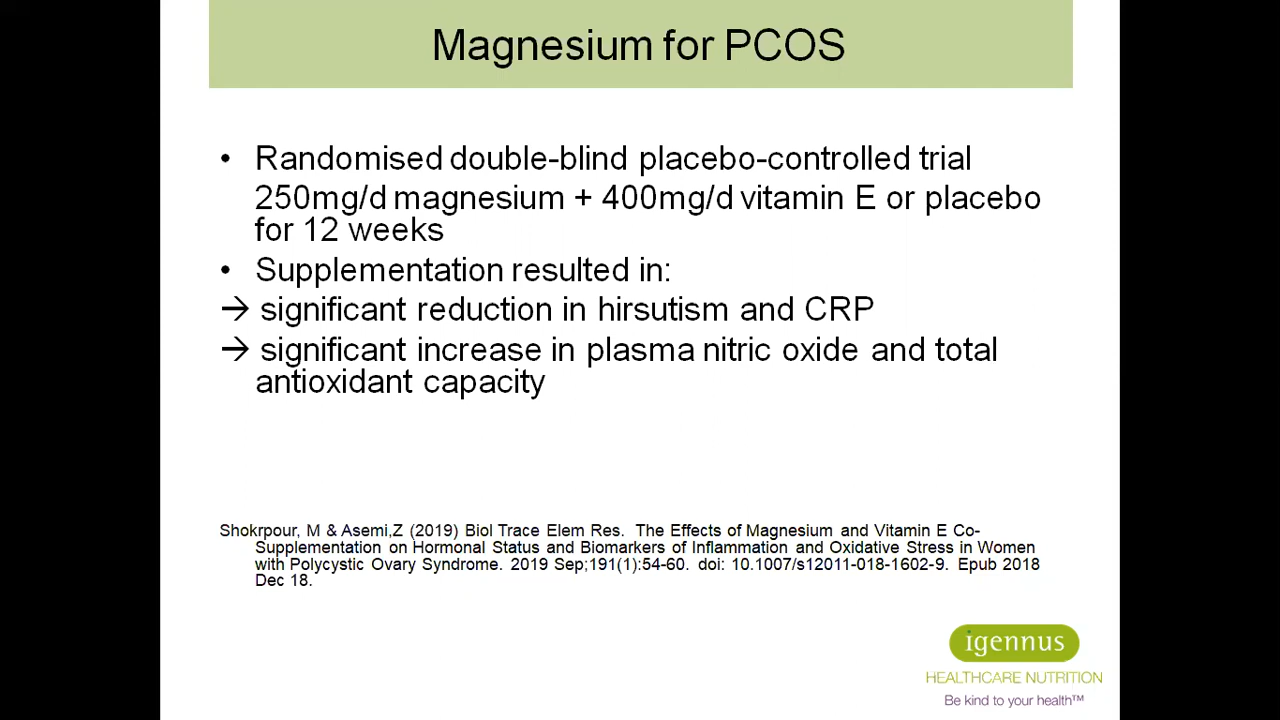 Magnesium for PCOS
• Randomised double-blind placebo-controlled trial
250mg/d magnesium + 400mg/d vitamin E or placebo
for 12 weeks
• Supplementation resulted in:
→ significant reduction in hirsutism and CRP
→ significant increase in plasma nitric oxide and total
antioxidant capacity
Shokrpour, M & Asemi,Z (2019) Biol Trace Elem Res. The Effects of Magnesium and Vitamin E Co-
Supplementation on Hormonal Status and Biomarkers of Inflammation and Oxidative Stress in Women
with Polycystic Ovary Syndrome. 2019 Sep;191(1):54-60. doi: 10.1007/s12011-018-1602-9. Epub 2018
Dec 18.
igennus
HEALTHCARE NUTRITION
Be kind to your health™